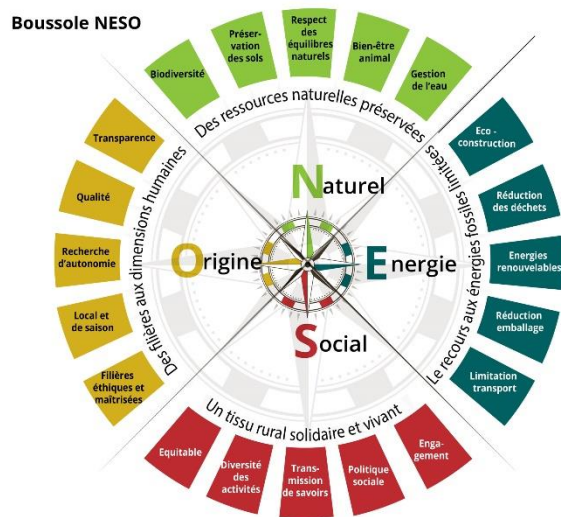 Boussole NESO
Biodiversité
Préser-
vation
des sols
Respect
des
équilibres
naturels
Bien-être
animal
Gestion
de l'eau
Des ressources naturelles préservées
Eco -
construction
Réduction
des déchets
Energies
renouvelables
Réduction
emballage
Limitation
transport
Le recours aux énergies fossiles limitées
Transparence
Qualité
Recherche
d'autonomie
Local et
de saison
Filières
éthiques et
maîtrisées
Des filières aux dimensions humaines
Naturel
Origine
Energie
Social
Un tissu rural solidaire et vivant
Equitable
Diversité
des
activités
Trans-
mission
de savoirs
Politique
sociale
Enga-
gement